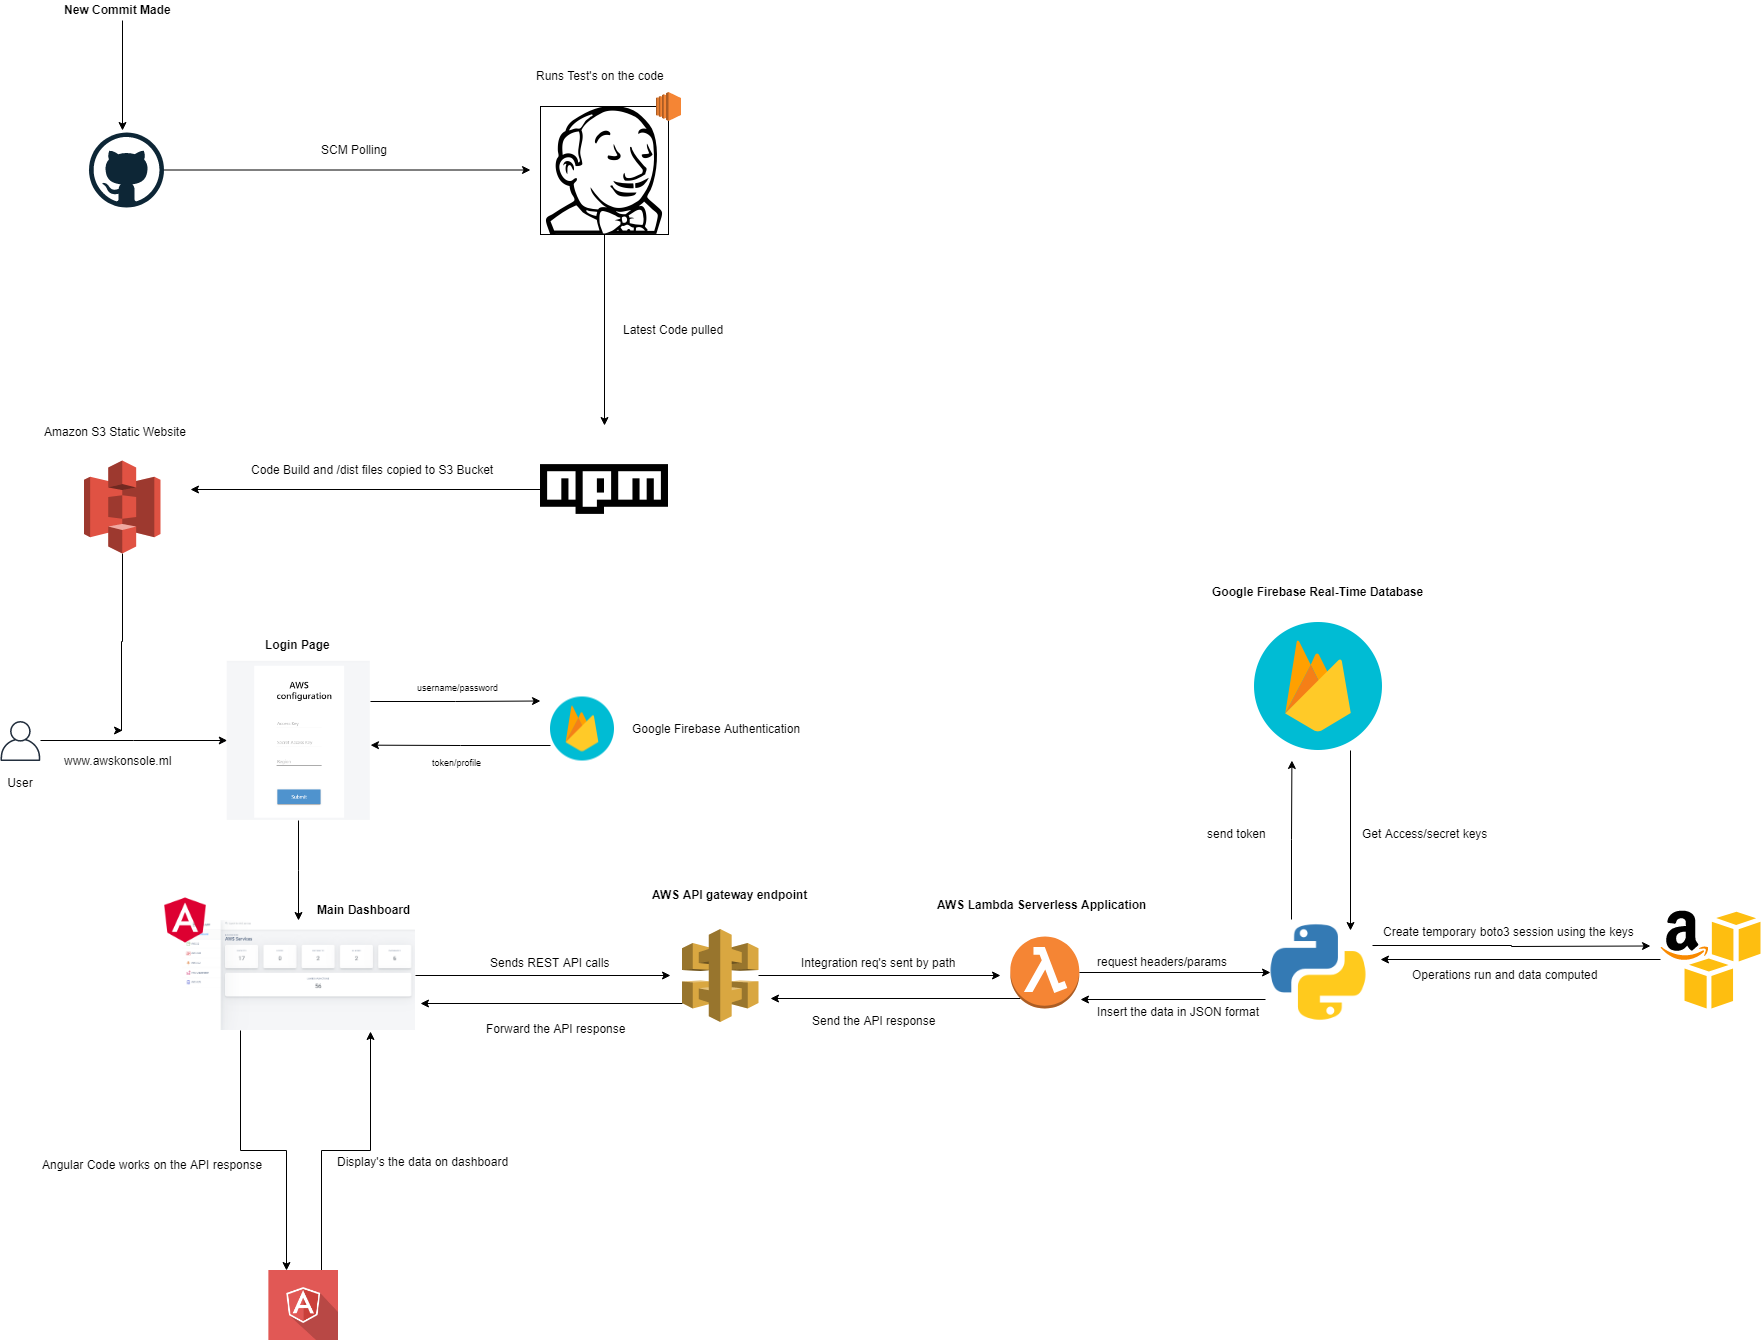 New Commit Made
Runs Test's on the code
SCM Polling
Latest Code pulled
Amazon S3 Static Website
Code Build and /dist files copied to S3 Bucket
npm
Google Firebase Real-Time Database
Login Page
AWS
configuration
Submit
username/password
Google Firebase Authentication
token/profile
www.awskonsole.ml
User
send token
Get Access/secret keys
Main Dashboard
AWS Services
17
56
AWS API gateway endpoint
AWS Lambda Serverless Application
Sends REST API calls
Integration req's sent by path
request headers/params
Create temporary boto3 session using the keys
a
Forward the API response
Send the API response
Insert the data in JSON format
Operations run and data computed
Angular Code works on the API response
Display's the data on dashboard
A
A